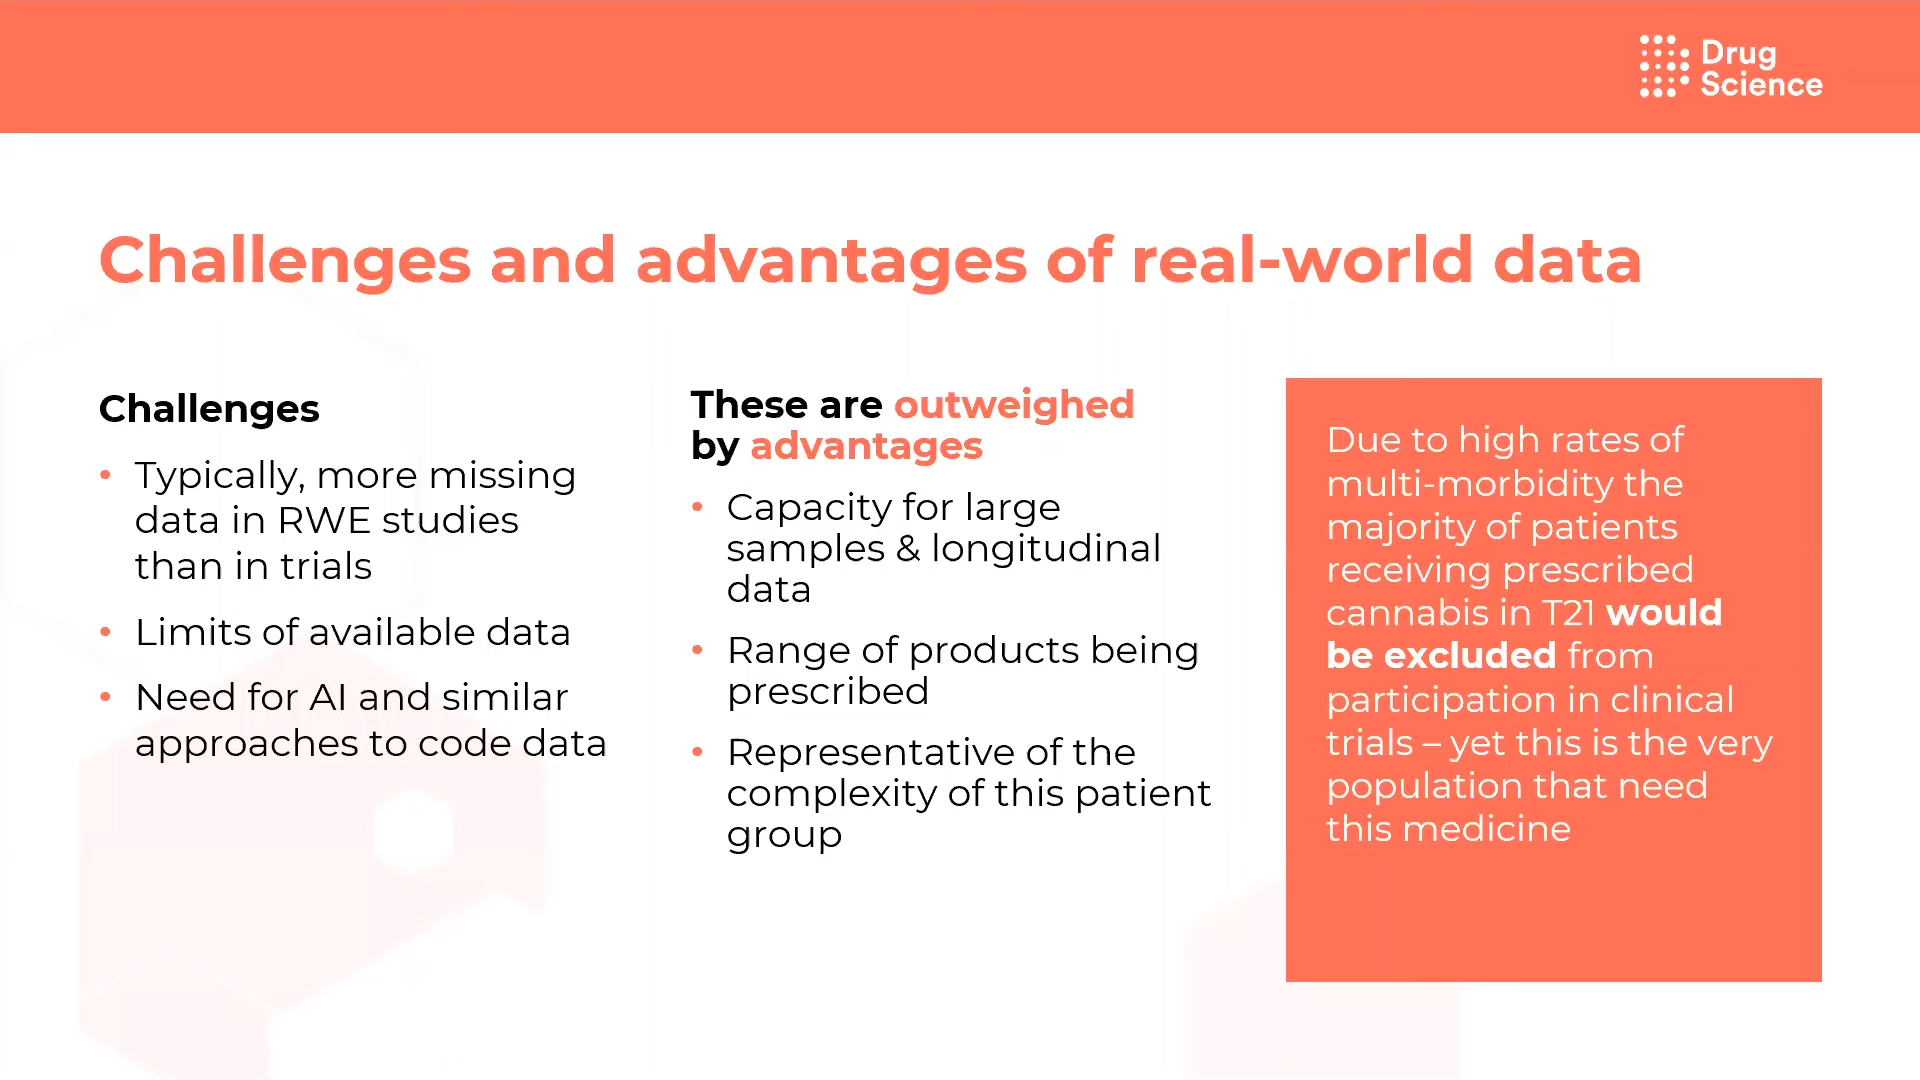 Drug
Science
Challenges and advantages of real-world data
Challenges
• Typically, more missing
data in RWE studies
than in trials
• Limits of available data
• Need for AI and similar
approaches to code data
These are outweighed
by advantages
• Capacity for large
samples & longitudinal
data
• Range of products being
prescribed
• Representative of the
complexity of this patient
group
Due to high rates of
multi-morbidity the
majority of patients
receiving prescribed
cannabis in T21 would
be excluded from
participation in clinical
trials – yet this is the very
population that need
this medicine